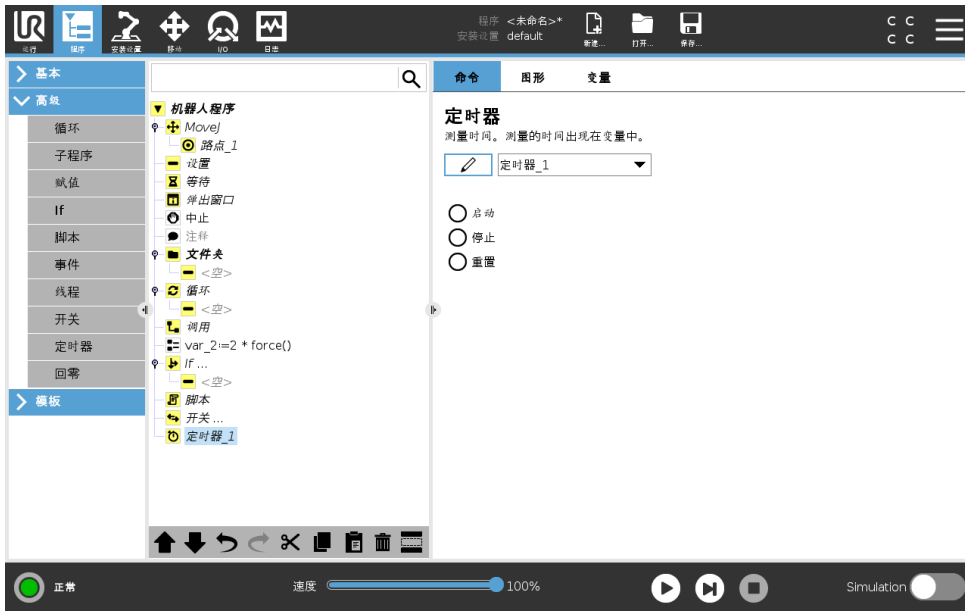 UR
运行
程序
安装设置
移动
I/O
日志
程序 <未命名>*
安装设置 default
新建...
打开...
保存...
C C
C C
基本
高级
循环
子程序
赋值
If
脚本
事件
线程
开关
定时器
回零
模板
机器人程序
MoveJ
路点_1
设置
等待
弹出窗口
中止
注释
文件夹
<空>
循环
<空>
调用
var_2:=2 * force()
If ...
<空>
脚本
开关 ...
定时器_1
命令 图形 变量
定时器
测量时间。测量的时间出现在变量中。
定时器_1
启动
停止
重置
正常
速度
100%
Simulation